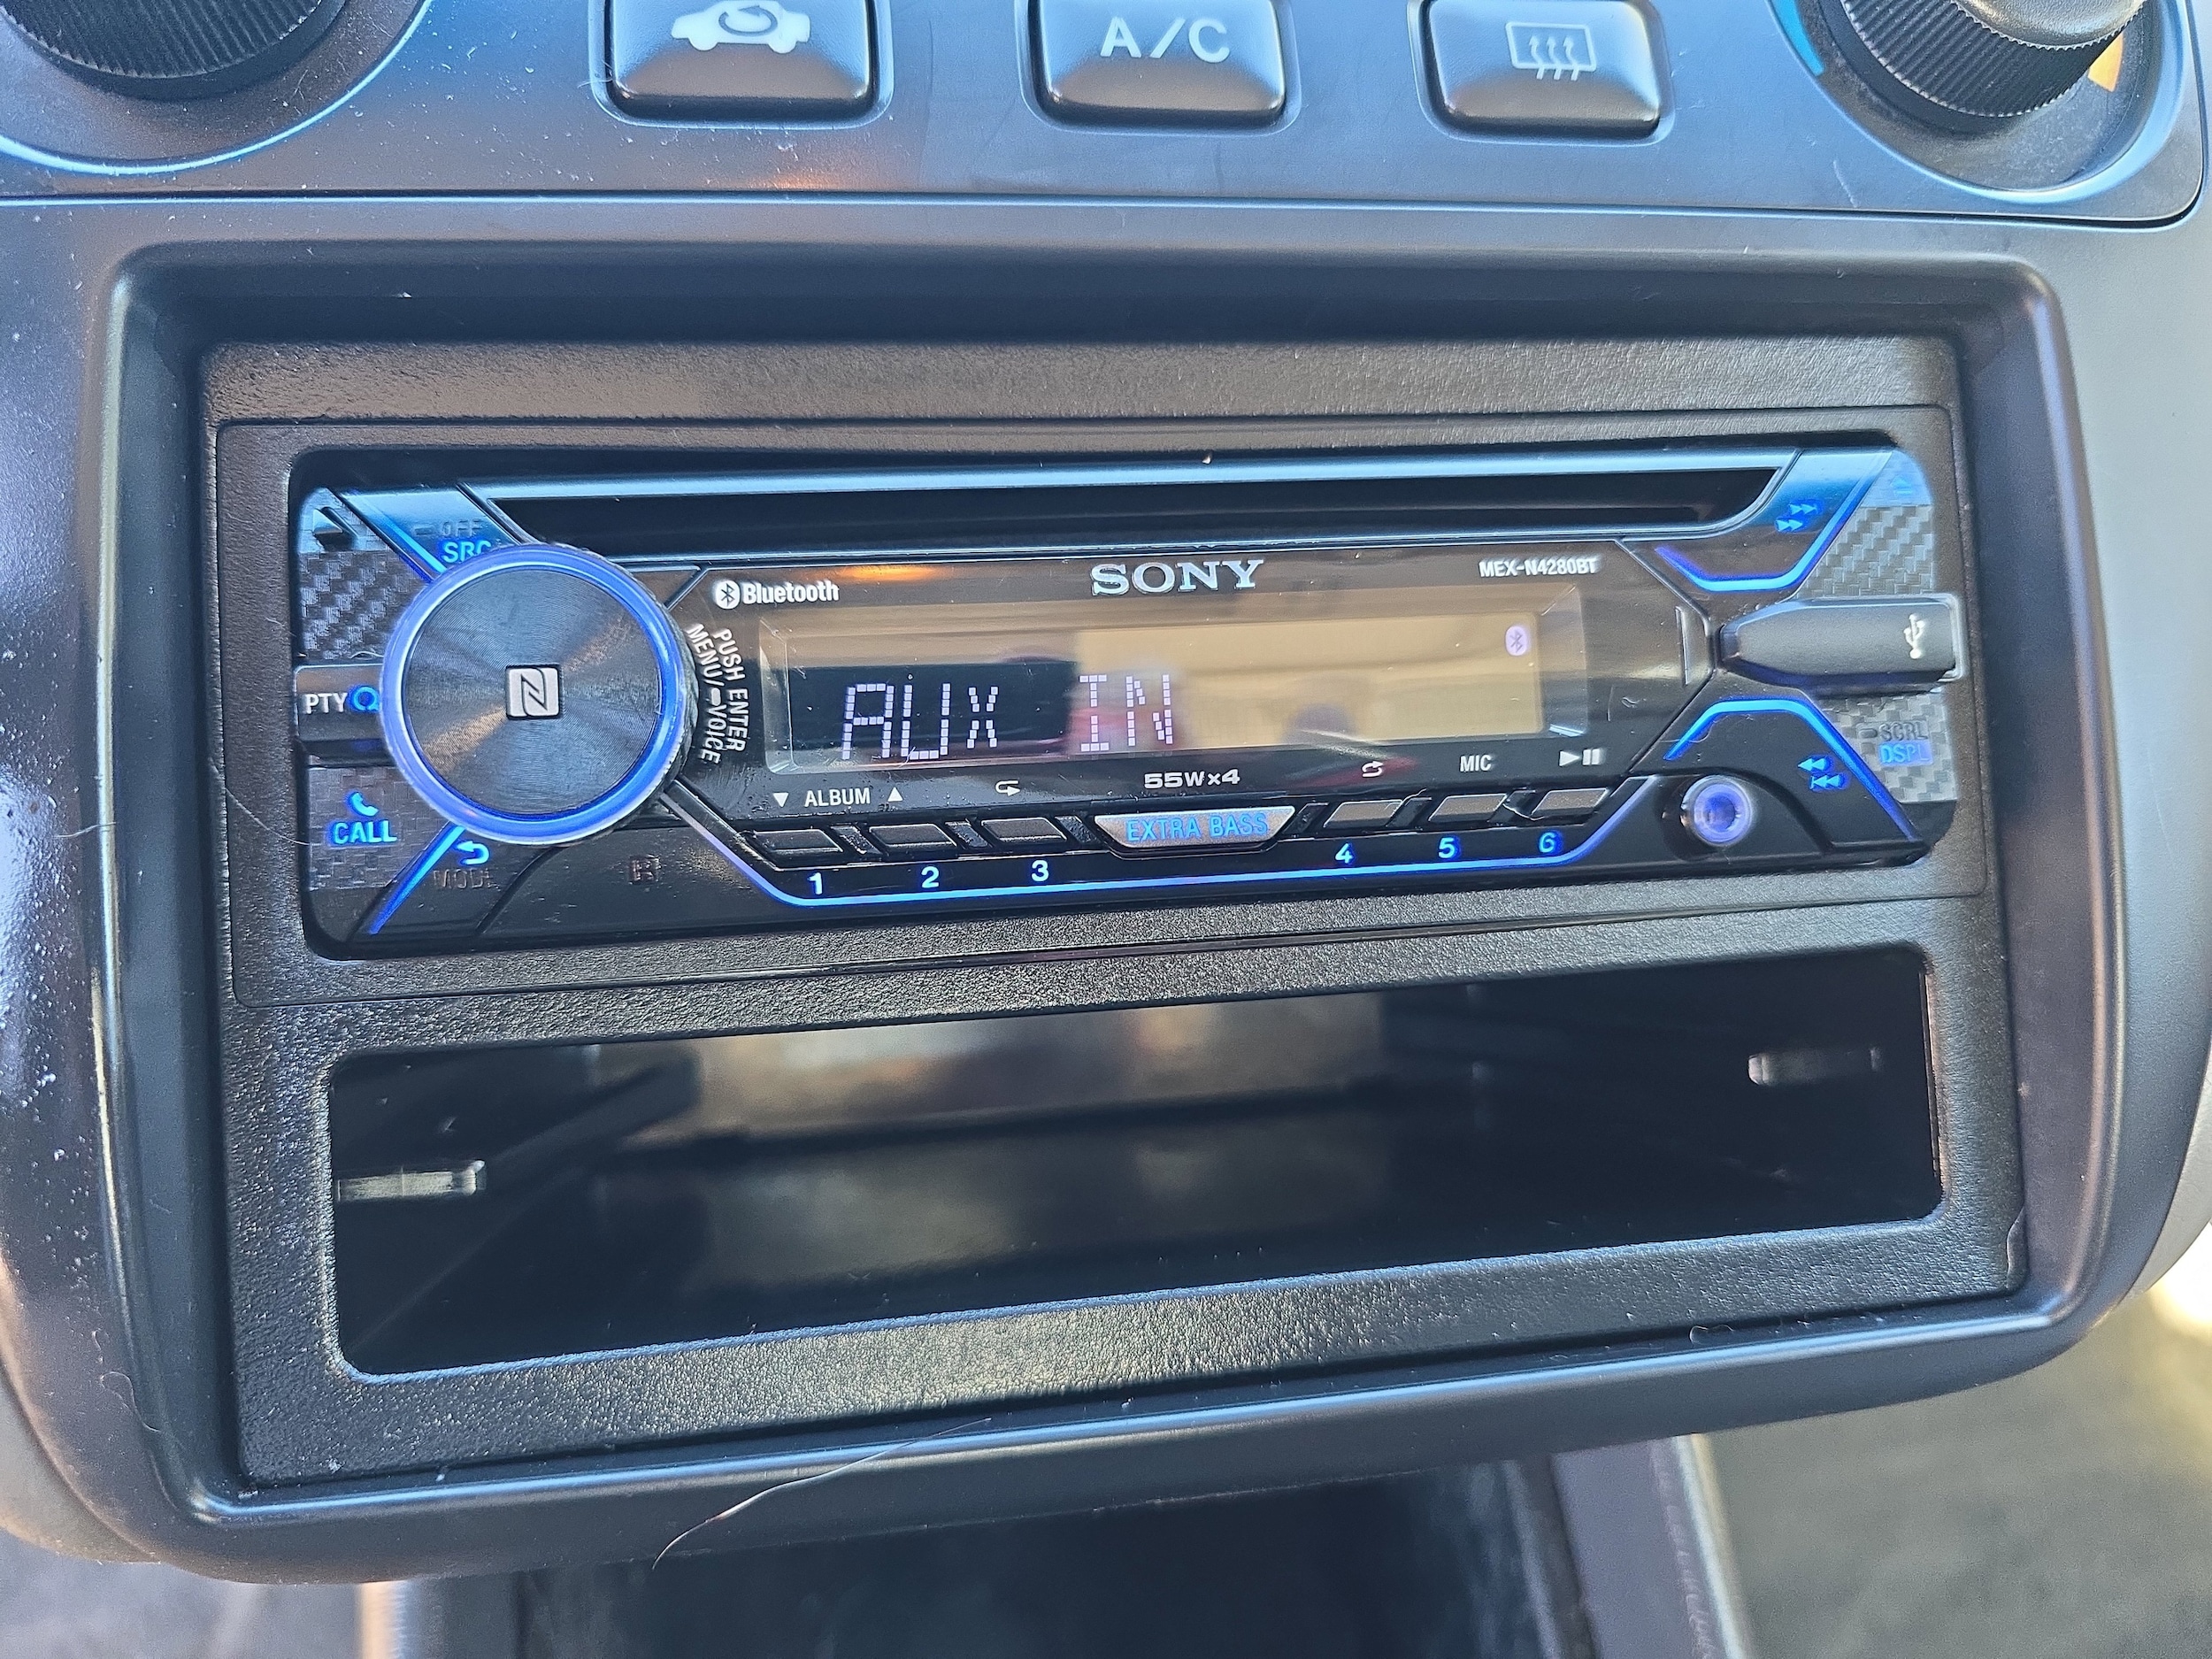 A/C
OFF
SRC
Bluetooth
SONY
MEX-N4280BT
PUSH ENTER
MENU/ VOICE
PTY
AUX IN
SCRL
DSPL
CALL
MODE
▼ ALBUM ▲
55W×4
MIC
EXTRA BASS
1 2 3 4 5 6